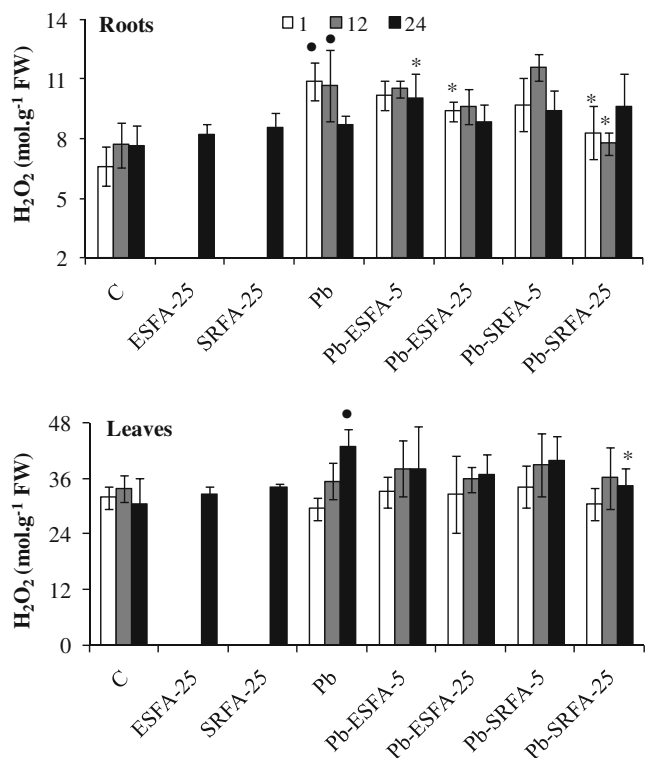 Roots
1 12 24
H₂O₂ (mol.g⁻¹ FW)
14
11
8
5
2
● ●
* * * *
C ESFA-25 SRFA-25 Pb Pb-ESFA-5 Pb-ESFA-25 Pb-SRFA-5 Pb-SRFA-25
Leaves
H₂O₂ (mol.g⁻¹ FW)
48
36
24
12
0
●
*
C ESFA-25 SRFA-25 Pb Pb-ESFA-5 Pb-ESFA-25 Pb-SRFA-5 Pb-SRFA-25